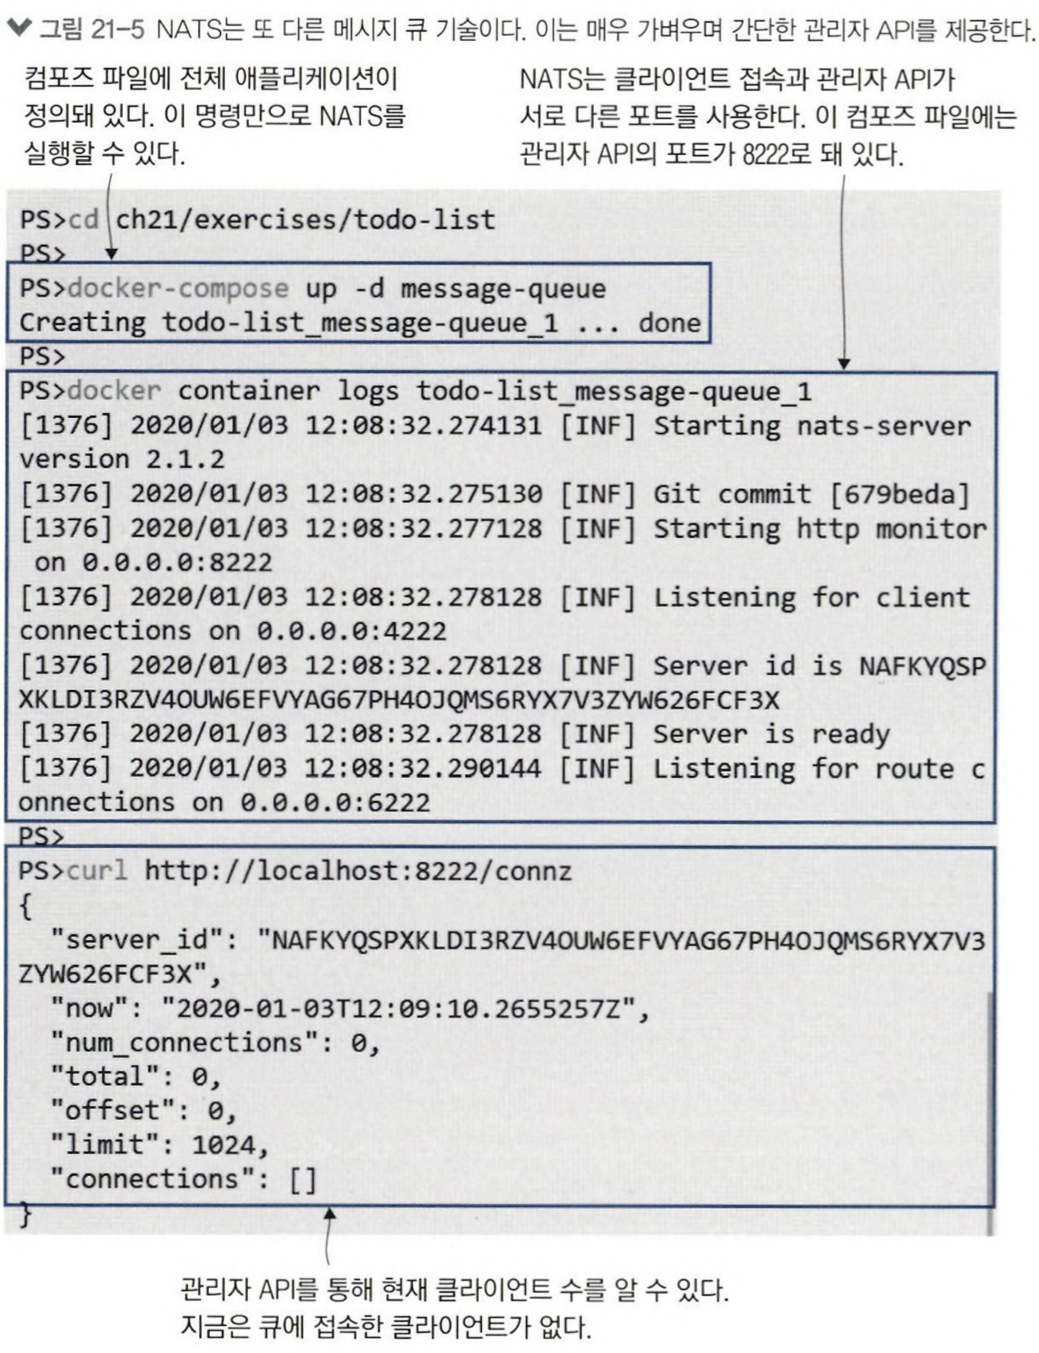 그림 21-5 NATS는 또 다른 메시지 큐 기술이다. 이는 매우 가벼우며 간단한 관리자 API를 제공한다.
컴포즈 파일에 전체 애플리케이션이
정의돼 있다. 이 명령만으로 NATS를
실행할 수 있다.
NATS는 클라이언트 접속과 관리자 API가
서로 다른 포트를 사용한다. 이 컴포즈 파일에는
관리자 API의 포트가 8222로 돼 있다.
PS>cd ch21/exercises/todo-list
PS>
PS>docker-compose up -d message-queue
Creating todo-list_message-queue_1 ... done
PS>
PS>docker container logs todo-list_message-queue_1
[1376] 2020/01/03 12:08:32.274131 [INF] Starting nats-server
version 2.1.2
[1376] 2020/01/03 12:08:32.275130 [INF] Git commit [679beda]
[1376] 2020/01/03 12:08:32.277128 [INF] Starting http monitor
 on 0.0.0.0:8222
[1376] 2020/01/03 12:08:32.278128 [INF] Listening for client
connections on 0.0.0.0:4222
[1376] 2020/01/03 12:08:32.278128 [INF] Server id is NAFKYQSP
XKLDI3RZV4OUW6EFVYAG67PH4OJQMS6RYX7V3ZYW626FCF3X
[1376] 2020/01/03 12:08:32.278128 [INF] Server is ready
[1376] 2020/01/03 12:08:32.290144 [INF] Listening for route c
onnections on 0.0.0.0:6222
PS>
PS>curl http://localhost:8222/connz
{
  "server_id": "NAFKYQSPXKLDI3RZV4OUW6EFVYAG67PH4OJQMS6RYX7V3
ZYW626FCF3X",
  "now": "2020-01-03T12:09:10.2655257Z",
  "num_connections": 0,
  "total": 0,
  "offset": 0,
  "limit": 1024,
  "connections": []
}
관리자 API를 통해 현재 클라이언트 수를 알 수 있다.
지금은 큐에 접속한 클라이언트가 없다.